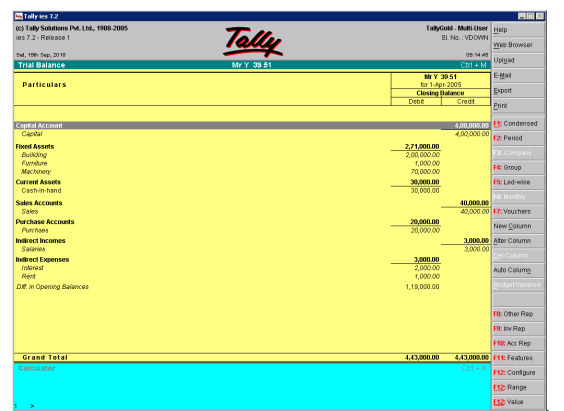 Tally ies 7.2
(c) Tally Solutions Pvt. Ltd., 1988-2005
ies 7.2 - Release 1
Sat, 15th Sep, 2018
Tally
TallyGold - Multi-User
Sl. No. : VDOWN
09:14:46
Trial Balance Mr Y 39 51 Ctrl + M
Particulars
Mr Y 39 51
for 1-Apr-2005
Closing Balance
Debit Credit
Capital Account 4,00,000.00
Capital 4,00,000.00
Fixed Assets 2,71,000.00
Building 2,00,000.00
Furniture 1,000.00
Machinery 70,000.00
Current Assets 30,000.00
Cash-in-hand 30,000.00
Sales Accounts 40,000.00
Sales 40,000.00
Purchase Accounts 20,000.00
Purchses 20,000.00
Indirect Incomes 3,000.00
Salaries 3,000.00
Indirect Expenses 3,000.00
Interest 2,000.00
Rent 1,000.00
Diff. in Opening Balances 1,19,000.00
Grand Total 4,43,000.00 4,43,000.00
Calculator Ctrl + N
1 >
Help
Web Browser
Upload
E-Mail
Export
Print
F1: Condensed
F2: Period
F3: Company
F4: Group
F5: Led-wise
F6: Monthly
F7: Vouchers
New Column
Alter Column
Del Column
Auto Column
Budget Variance
F8: Other Rep
F9: Inv Rep
F10: Acc Rep
F11: Features
F12: Configure
F12: Range
F12: Value